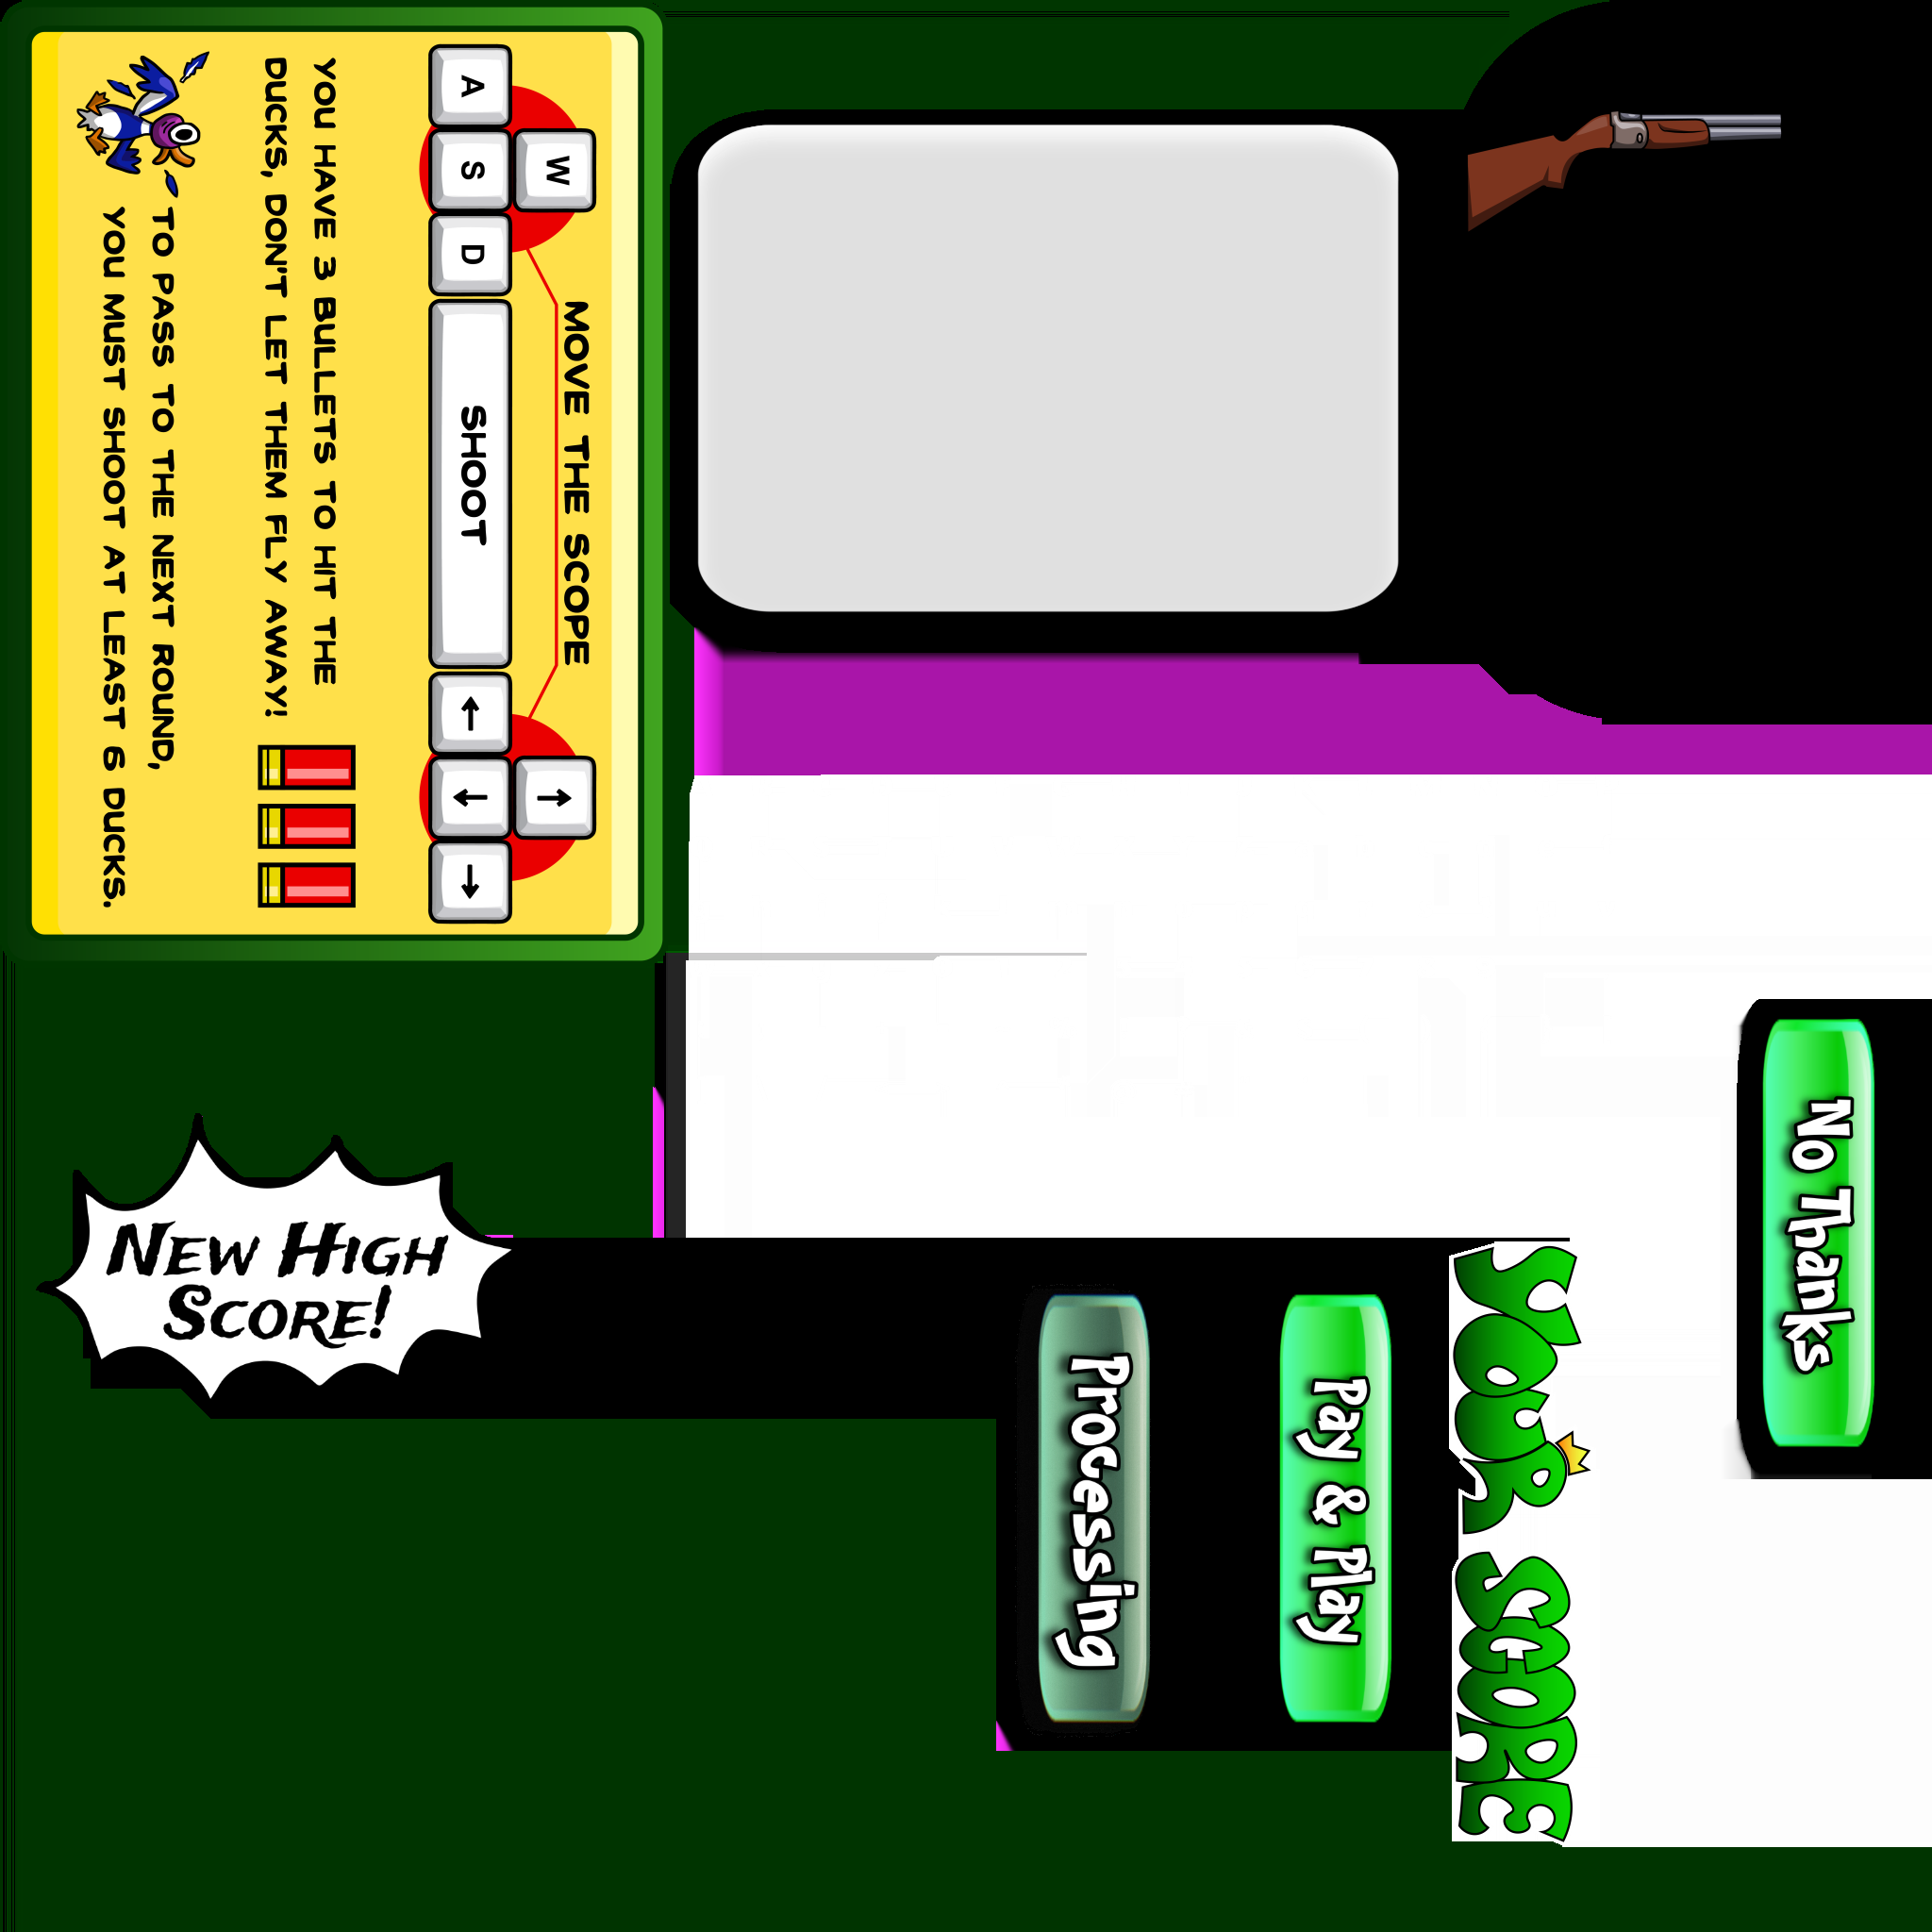 MOVE THE SCOPE
W
A S D SHOOT ← ↓ →
↑
YOU HAVE 3 BULLETS TO HIT THE
DUCKS, DON'T LET THEM FLY AWAY!
TO PASS TO THE NEXT ROUND,
YOU MUST SHOOT AT LEAST 6 DUCKS.
No Thanks
NEW HIGH
SCORE!
Processing
Pay & Play
YOUR SCORE